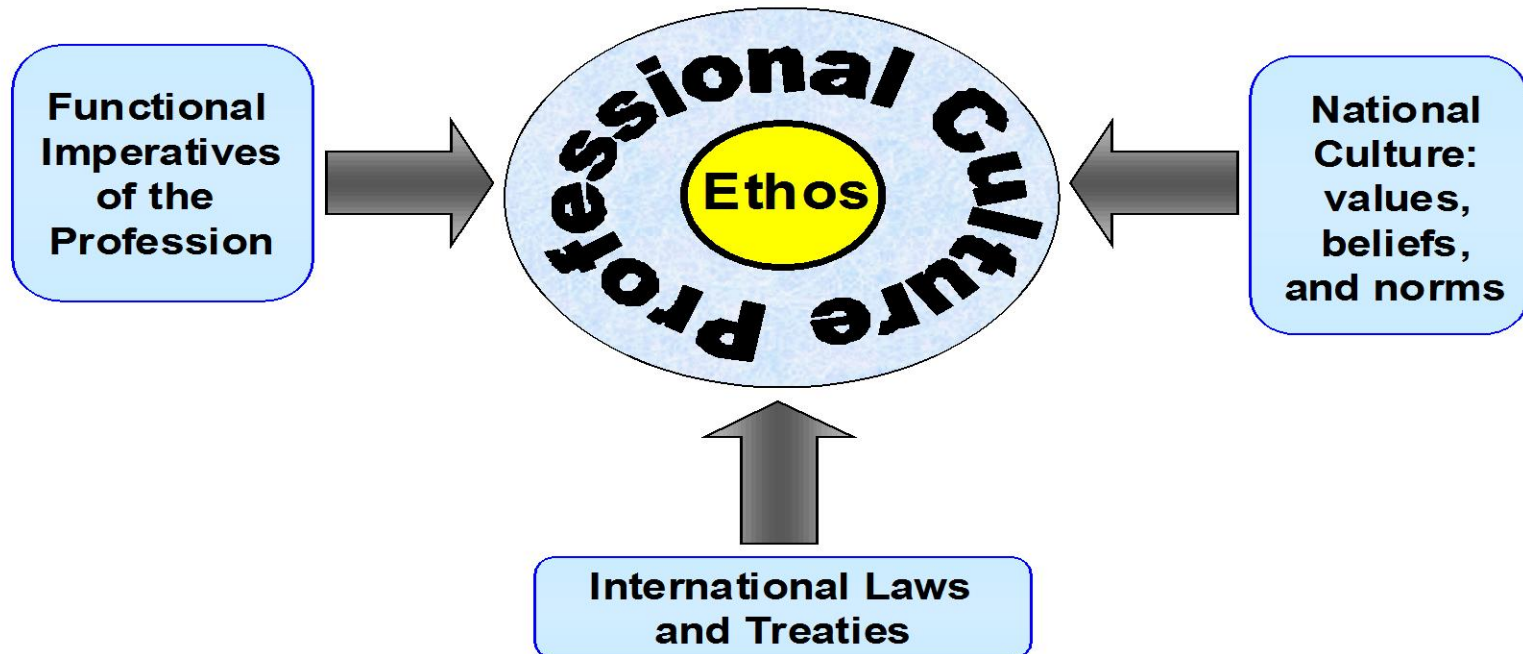 Functional
Imperatives
of the
Profession
Professional Culture
Ethos
National
Culture:
values,
beliefs,
and norms
International Laws
and Treaties